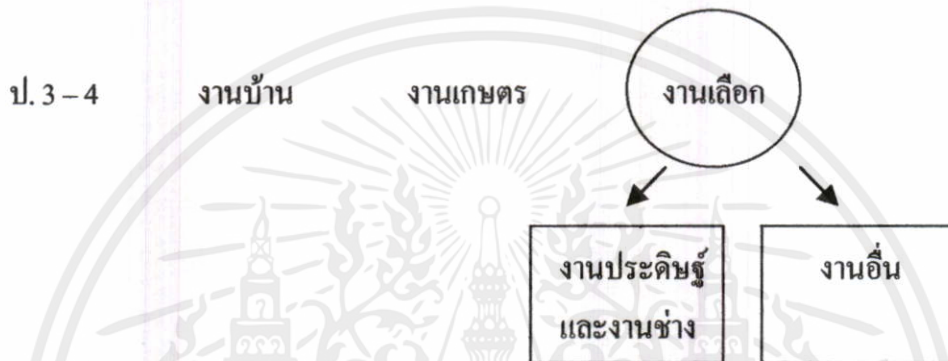 ป. 3 – 4 งานบ้าน งานเกษตร งานเลือก
งานประดิษฐ์ งานอื่น
และงานช่าง